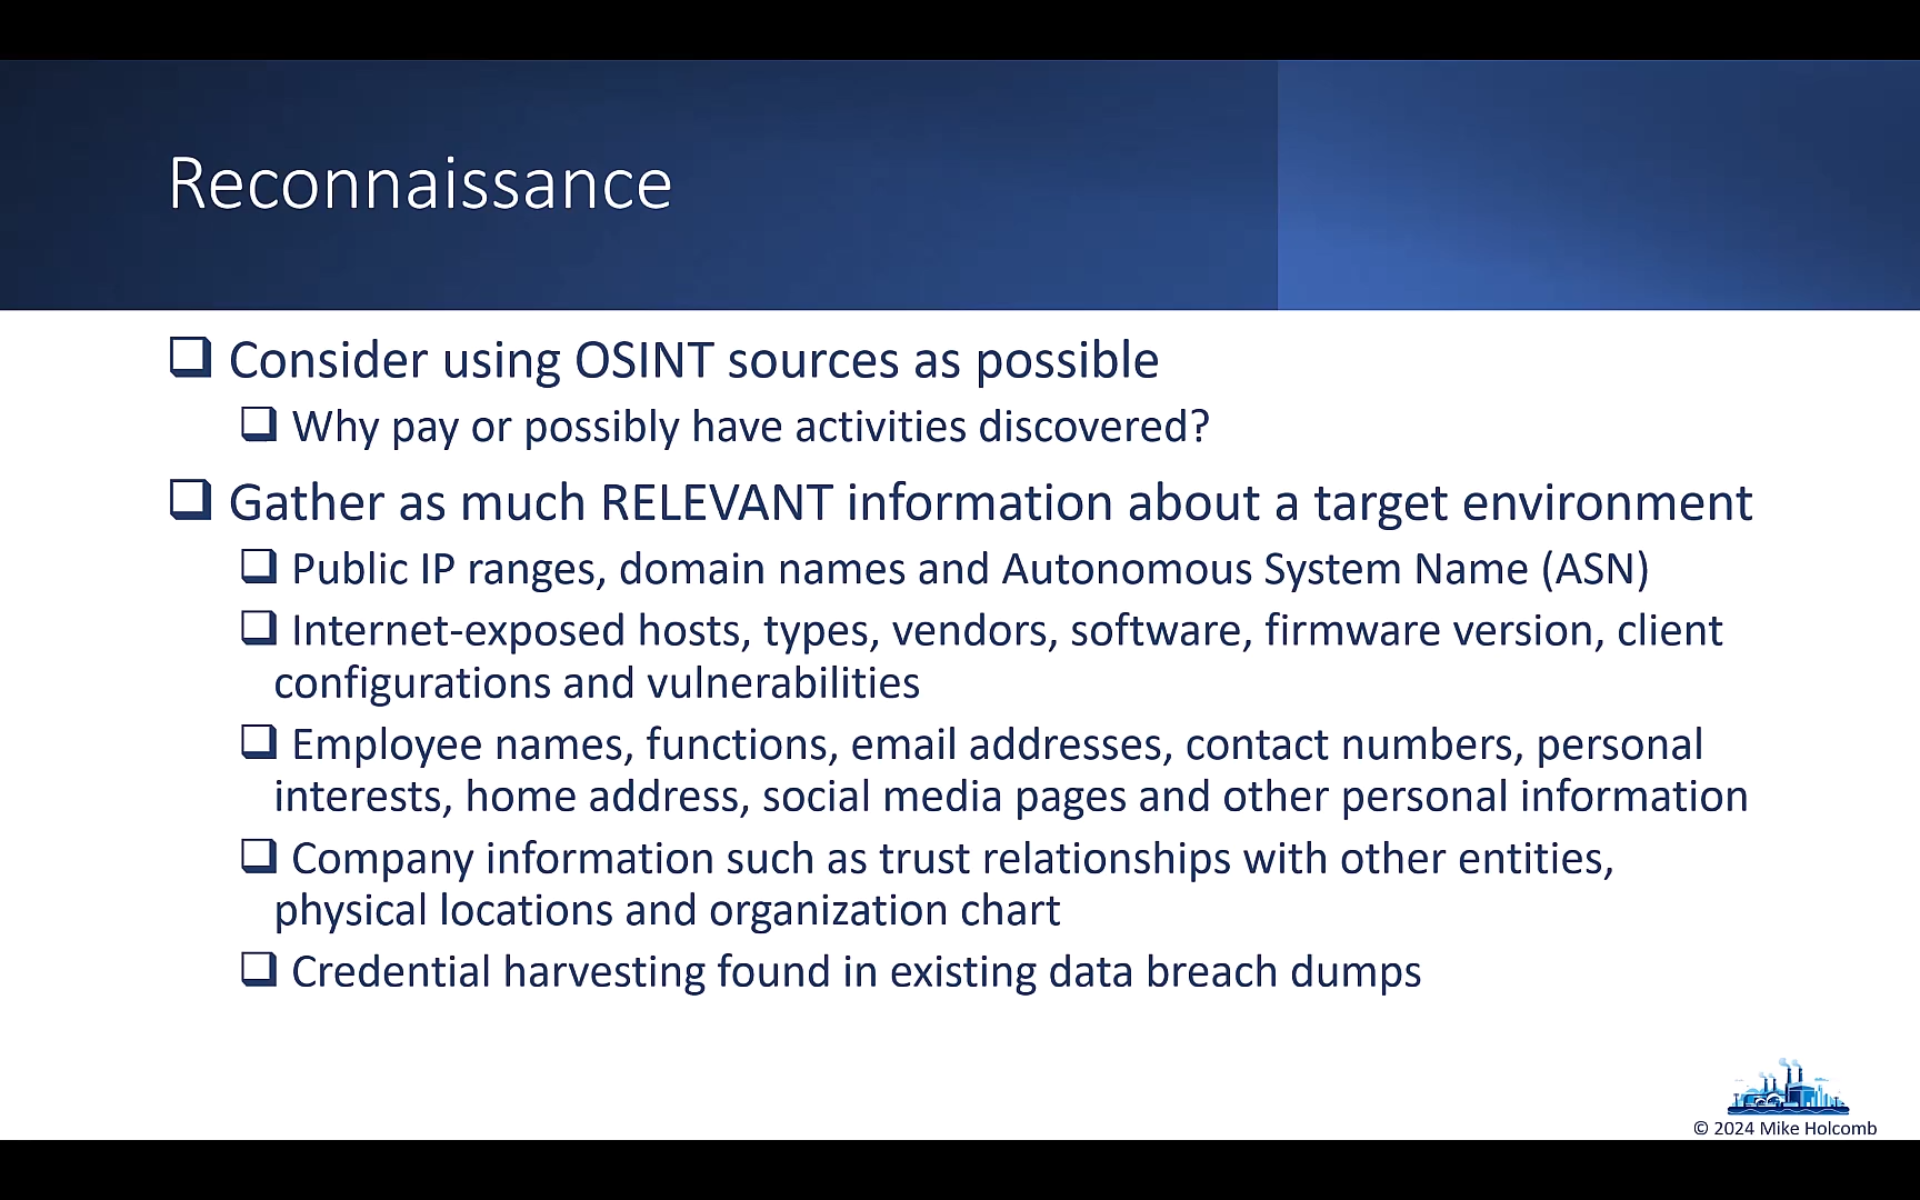 Reconnaissance
Consider using OSINT sources as possible
Why pay or possibly have activities discovered?
Gather as much RELEVANT information about a target environment
Public IP ranges, domain names and Autonomous System Name (ASN)
Internet-exposed hosts, types, vendors, software, firmware version, client
configurations and vulnerabilities
Employee names, functions, email addresses, contact numbers, personal
interests, home address, social media pages and other personal information
Company information such as trust relationships with other entities,
physical locations and organization chart
Credential harvesting found in existing data breach dumps
© 2024 Mike Holcomb